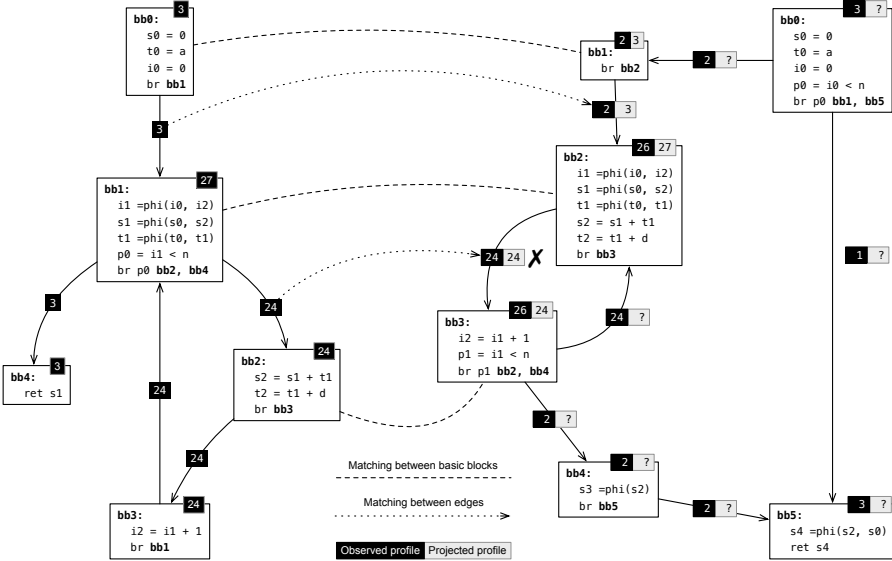 3
bb0:
s0 = 0
t0 = a
i0 = 0
br bb1
3
27
bb1:
i1 =phi(i0, i2)
s1 =phi(s0, s2)
t1 =phi(t0, t1)
p0 = i1 < n
br p0 bb2, bb4
3
24
3
bb4:
ret s1
24
24
bb2:
s2 = s1 + t1
t2 = t1 + d
br bb3
24
24
bb3:
i2 = i1 + 1
br bb1
2 3
bb1:
br bb2
2 ?
3 ?
bb0:
s0 = 0
t0 = a
i0 = 0
p0 = i0 < n
br p0 bb1, bb5
2 3
26 27
bb2:
i1 =phi(i0, i2)
s1 =phi(s0, s2)
t1 =phi(t0, t1)
s2 = s1 + t1
t2 = t1 + d
br bb3
24 24 ✗
1 ?
26 24
bb3:
i2 = i1 + 1
p1 = i1 < n
br p1 bb2, bb4
24 ?
2 ?
2 ?
bb4:
s3 =phi(s2)
br bb5
2 ?
3 ?
bb5:
s4 =phi(s2, s0)
ret s4
Matching between basic blocks
Matching between edges
Observed profile Projected profile